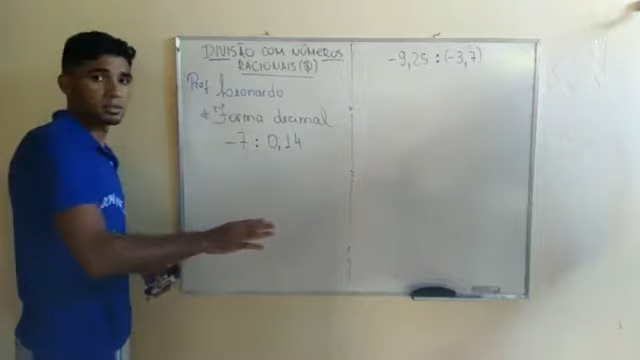 DIVISÃO COM NÚMEROS
RACIONAIS (Q)
Prof Leonardo
* Forma decimal
-7 : 0,14
-9,25 : (-3,7)